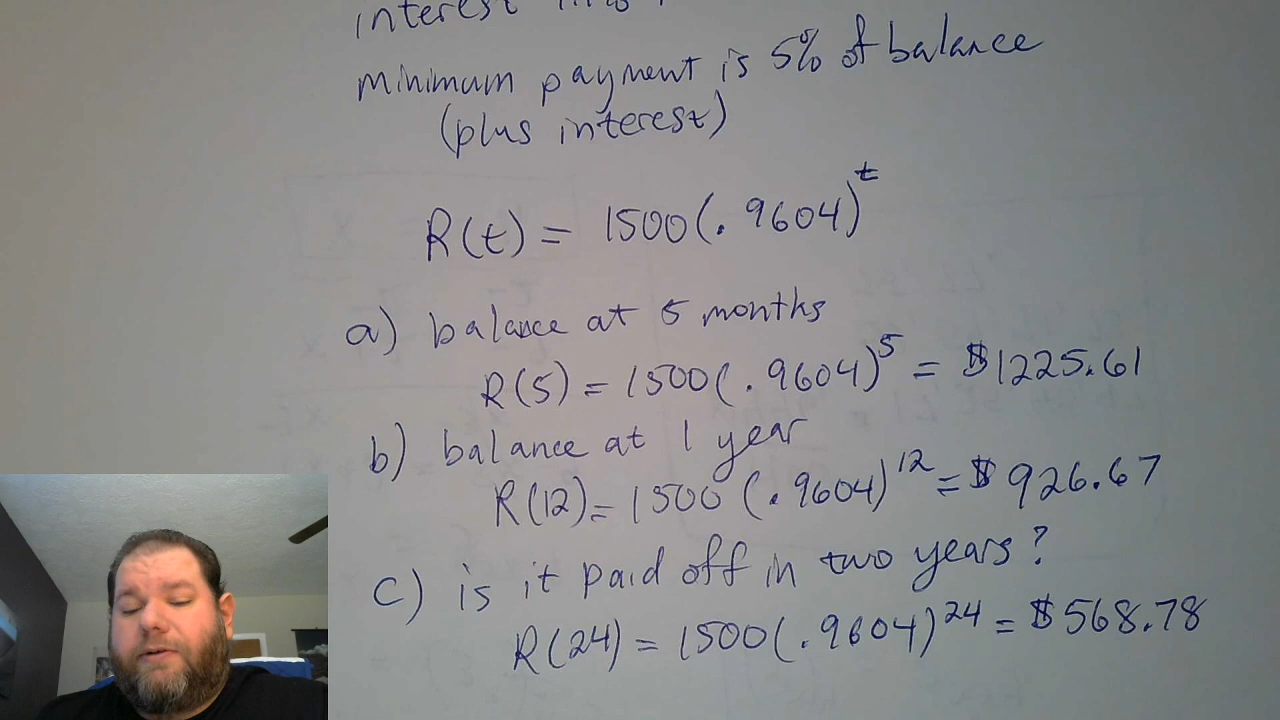 interest
minimum payment is 5% of balance
(plus interest)
R(t) = 1500(.9604)^t
a) balance at 5 months
R(5) = 1500(.9604)^5 = $1225.61
b) balance at 1 year
R(12) = 1500(.9604)^12 = $926.67
c) is it paid off in two years?
R(24) = 1500(.9604)^24 = $568.78